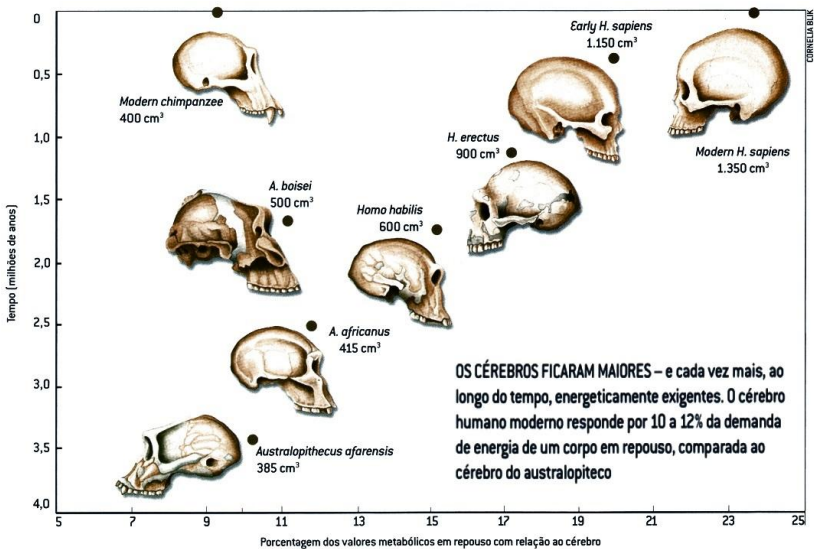 0
0,5
1,0
1,5
2,0
2,5
3,0
3,5
4,0
Tempo (milhões de anos)
Modern chimpanzee
400 cm³
Early H. sapiens
1.150 cm³
CORNELIA BLIK
H. erectus
900 cm³
Modern H. sapiens
1.350 cm³
A. boisei
500 cm³
Homo habilis
600 cm³
A. africanus
415 cm³
Australopithecus afarensis
385 cm³
OS CÉREBROS FICARAM MAIORES – e cada vez mais, ao
longo do tempo, energeticamente exigentes. O cérebro
humano moderno responde por 10 a 12% da demanda
de energia de um corpo em repouso, comparada ao
cérebro do australopiteco
5 7 9 11 13 15 17 19 21 23 25
Porcentagem dos valores metabólicos em repouso com relação ao cérebro